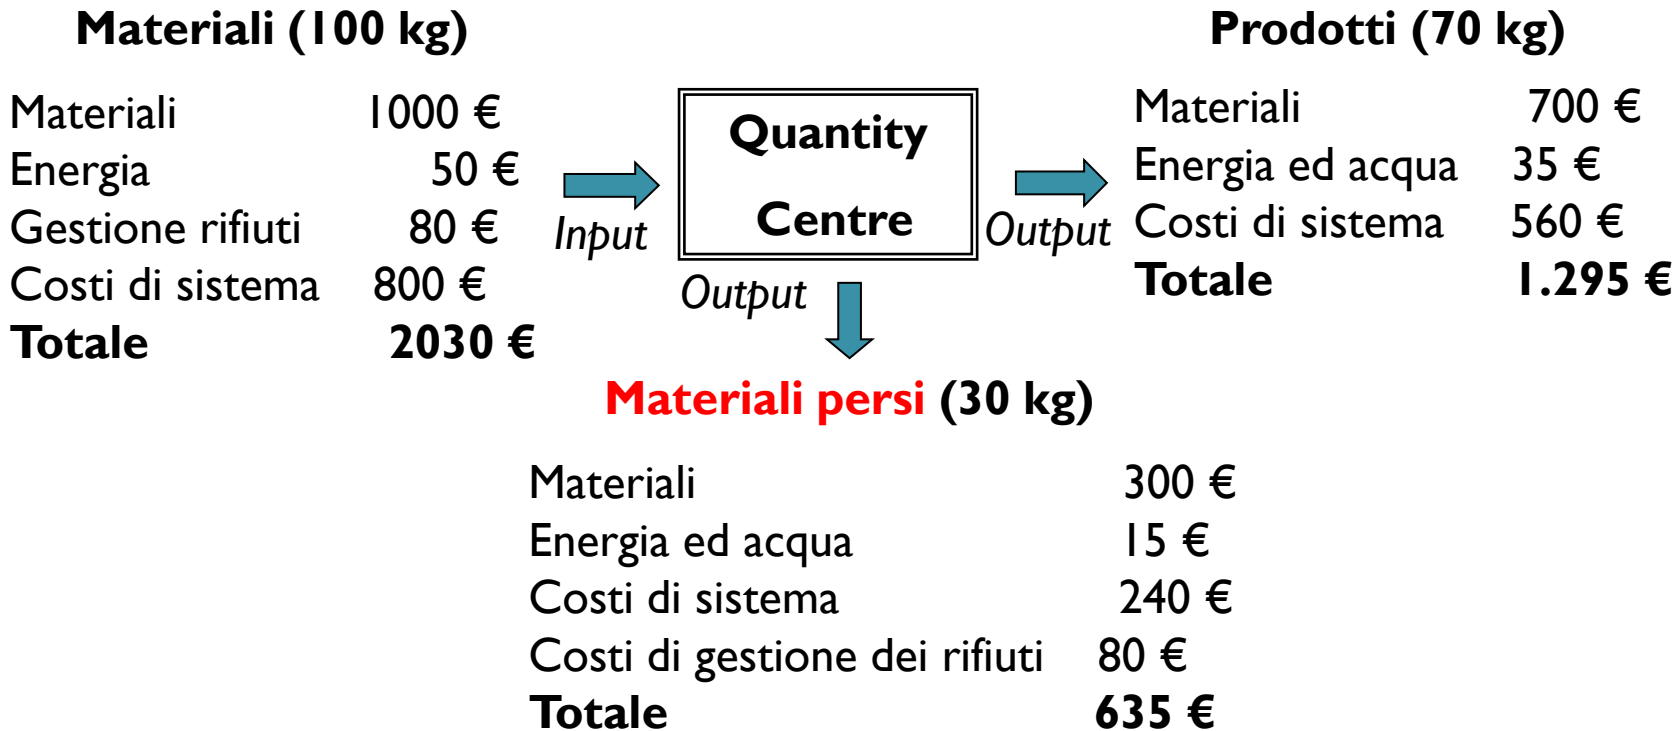 Materiali (100 kg)
Materiali 1000 €
Energia 50 €
Gestione rifiuti 80 €
Costi di sistema 800 €
Totale 2030 €
Input
Quantity
Centre
Output
Prodotti (70 kg)
Materiali 700 €
Energia ed acqua 35 €
Costi di sistema 560 €
Totale 1.295 €
Output
Materiali persi (30 kg)
Materiali 300 €
Energia ed acqua 15 €
Costi di sistema 240 €
Costi di gestione dei rifiuti 80 €
Totale 635 €